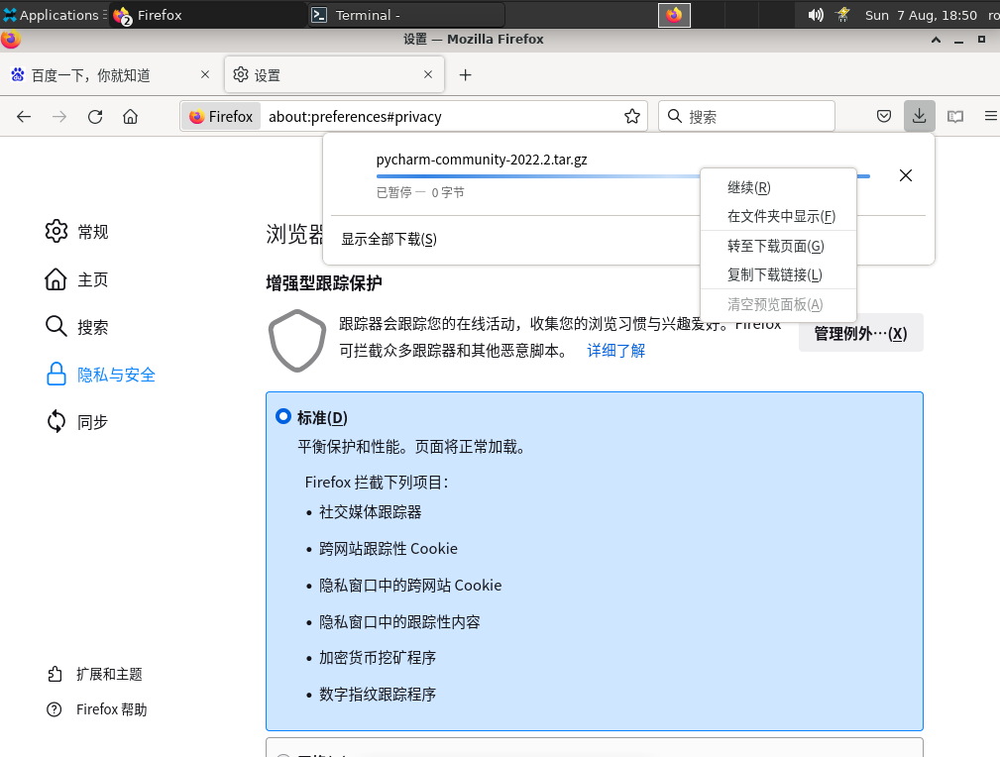 Applications
2 Firefox
Terminal -
Sun 7 Aug, 18:50 ro
设置 — Mozilla Firefox
百度一下，你就知道
设置
Firefox about:preferences#privacy
搜索
pycharm-community-2022.2.tar.gz
已暂停 — 0 字节
显示全部下载(S)
继续(R)
在文件夹中显示(F)
转至下载页面(G)
复制下载链接(L)
清空预览面板(A)
常规
主页
搜索
隐私与安全
同步
扩展和主题
Firefox 帮助
浏览器
增强型跟踪保护
跟踪器会跟踪您的在线活动，收集您的浏览习惯与兴趣爱好。Firefox
可拦截众多跟踪器和其他恶意脚本。 详细了解
管理例外…(X)
标准(D)
平衡保护和性能。页面将正常加载。
Firefox 拦截下列项目：
• 社交媒体跟踪器
• 跨网站跟踪性 Cookie
• 隐私窗口中的跨网站 Cookie
• 隐私窗口中的跟踪性内容
• 加密货币挖矿程序
• 数字指纹跟踪程序